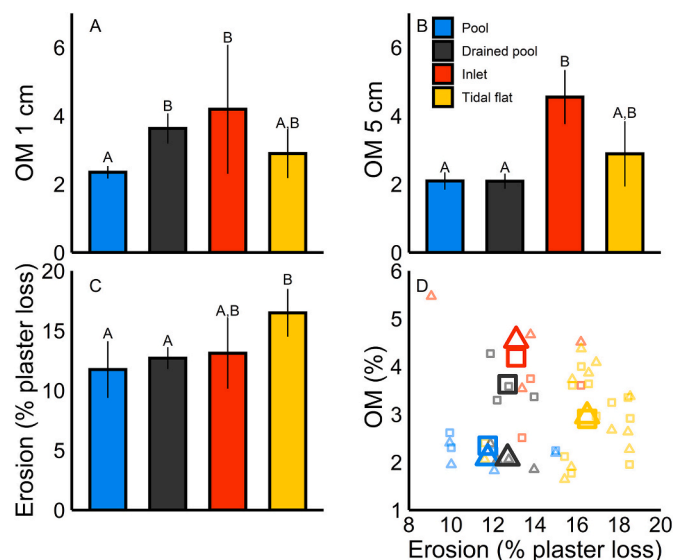 A
OM 1 cm
6
4
2
0
A
B
B
A,B
B
Pool
Drained pool
Inlet
Tidal flat
OM 5 cm
6
4
2
0
A
A
B
A,B
C
Erosion (% plaster loss)
20
15
10
5
0
A
A
A,B
B
D
OM (%)
6
5
4
3
2
1
8 10 12 14 16 18 20
Erosion (% plaster loss)